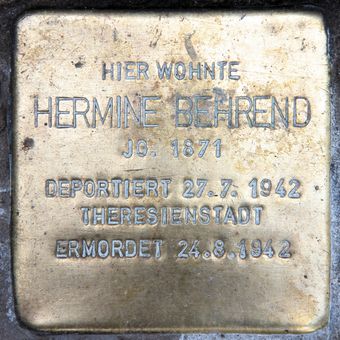 HIER WOHNTE
HERMINE BEHREND
JG. 1871
DEPORTIERT 27.7. 1942
THERESIENSTADT
ERMORDET 24.8.1942